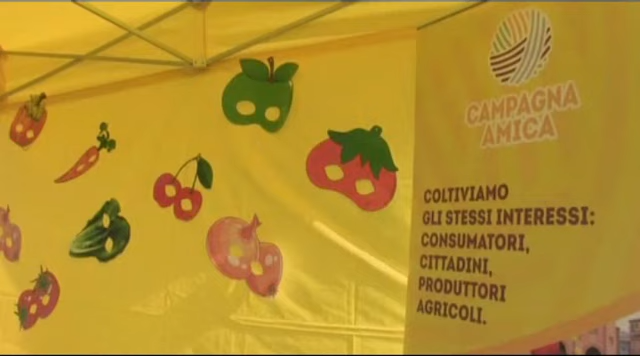 CAMPAGNA
AMICA
COLTIVIAMO
GLI STESSI INTERESSI:
CONSUMATORI,
CITTADINI,
PRODUTTORI
AGRICOLI.